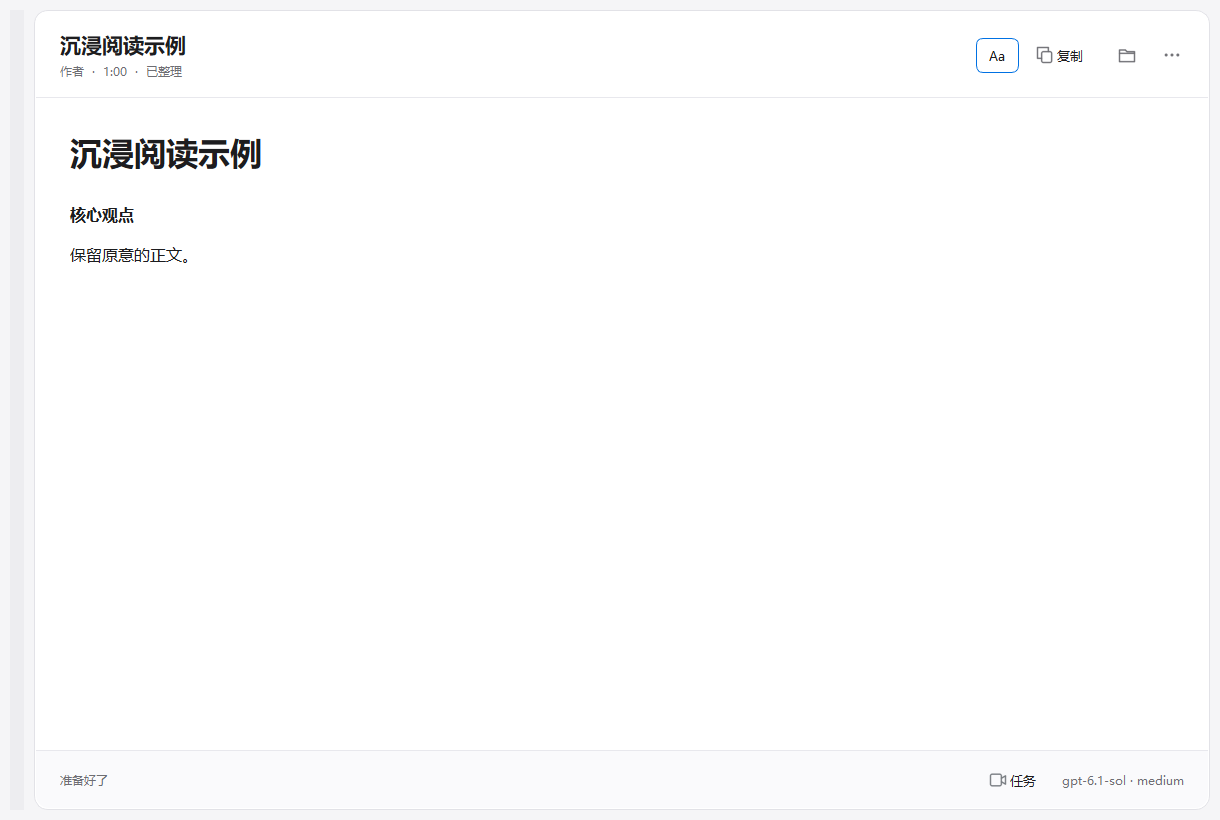 沉浸阅读示例
作者 · 1:00 · 已整理
Aa 复制
沉浸阅读示例
核心观点
保留原意的正文。
准备好了
任务 gpt-6.1-sol · medium